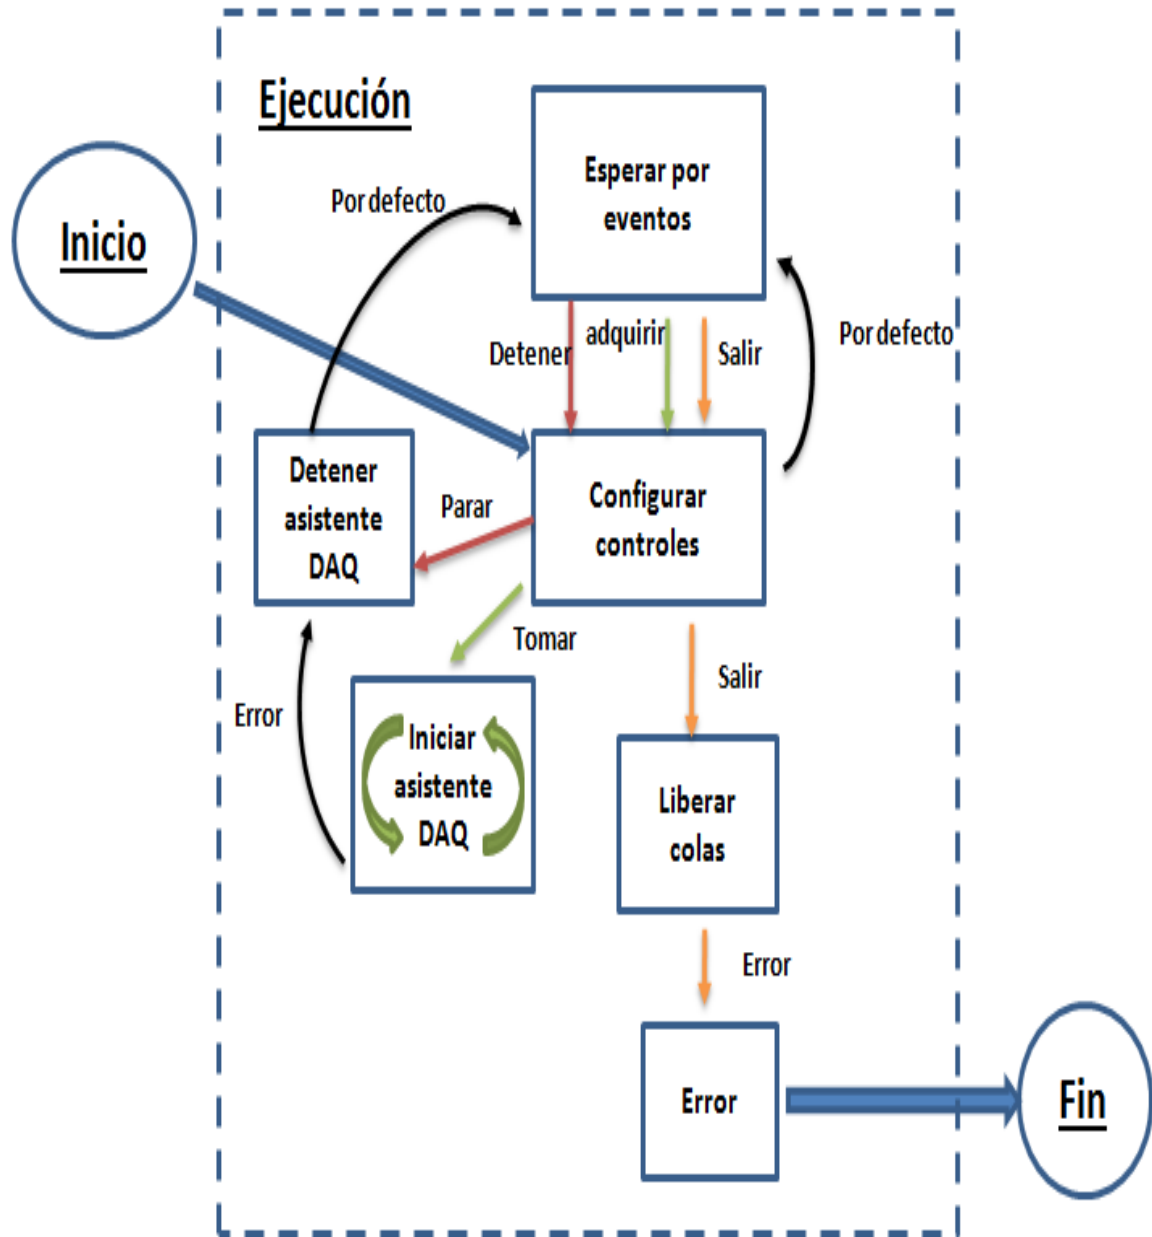 Ejecución
Esperar por
eventos
Por defecto
Inicio
Detener
adquirir
Salir
Por defecto
Detener
asistente
DAQ
Parar
Configurar
controles
Tomar
Salir
Error
Iniciar
asistente
DAQ
Liberar
colas
Error
Error
Fin